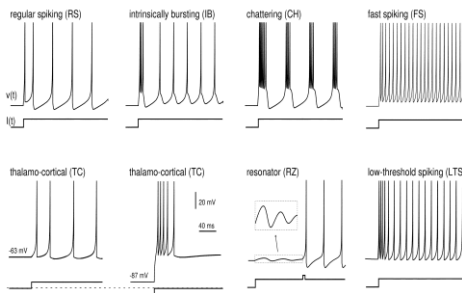 regular spiking (RS)
intrinsically bursting (IB)
chattering (CH)
fast spiking (FS)
v(t)
I(t)
thalamo-cortical (TC)
thalamo-cortical (TC)
resonator (RZ)
low-threshold spiking (LTS
20 mV
40 ms
-63 mV
-87 mV